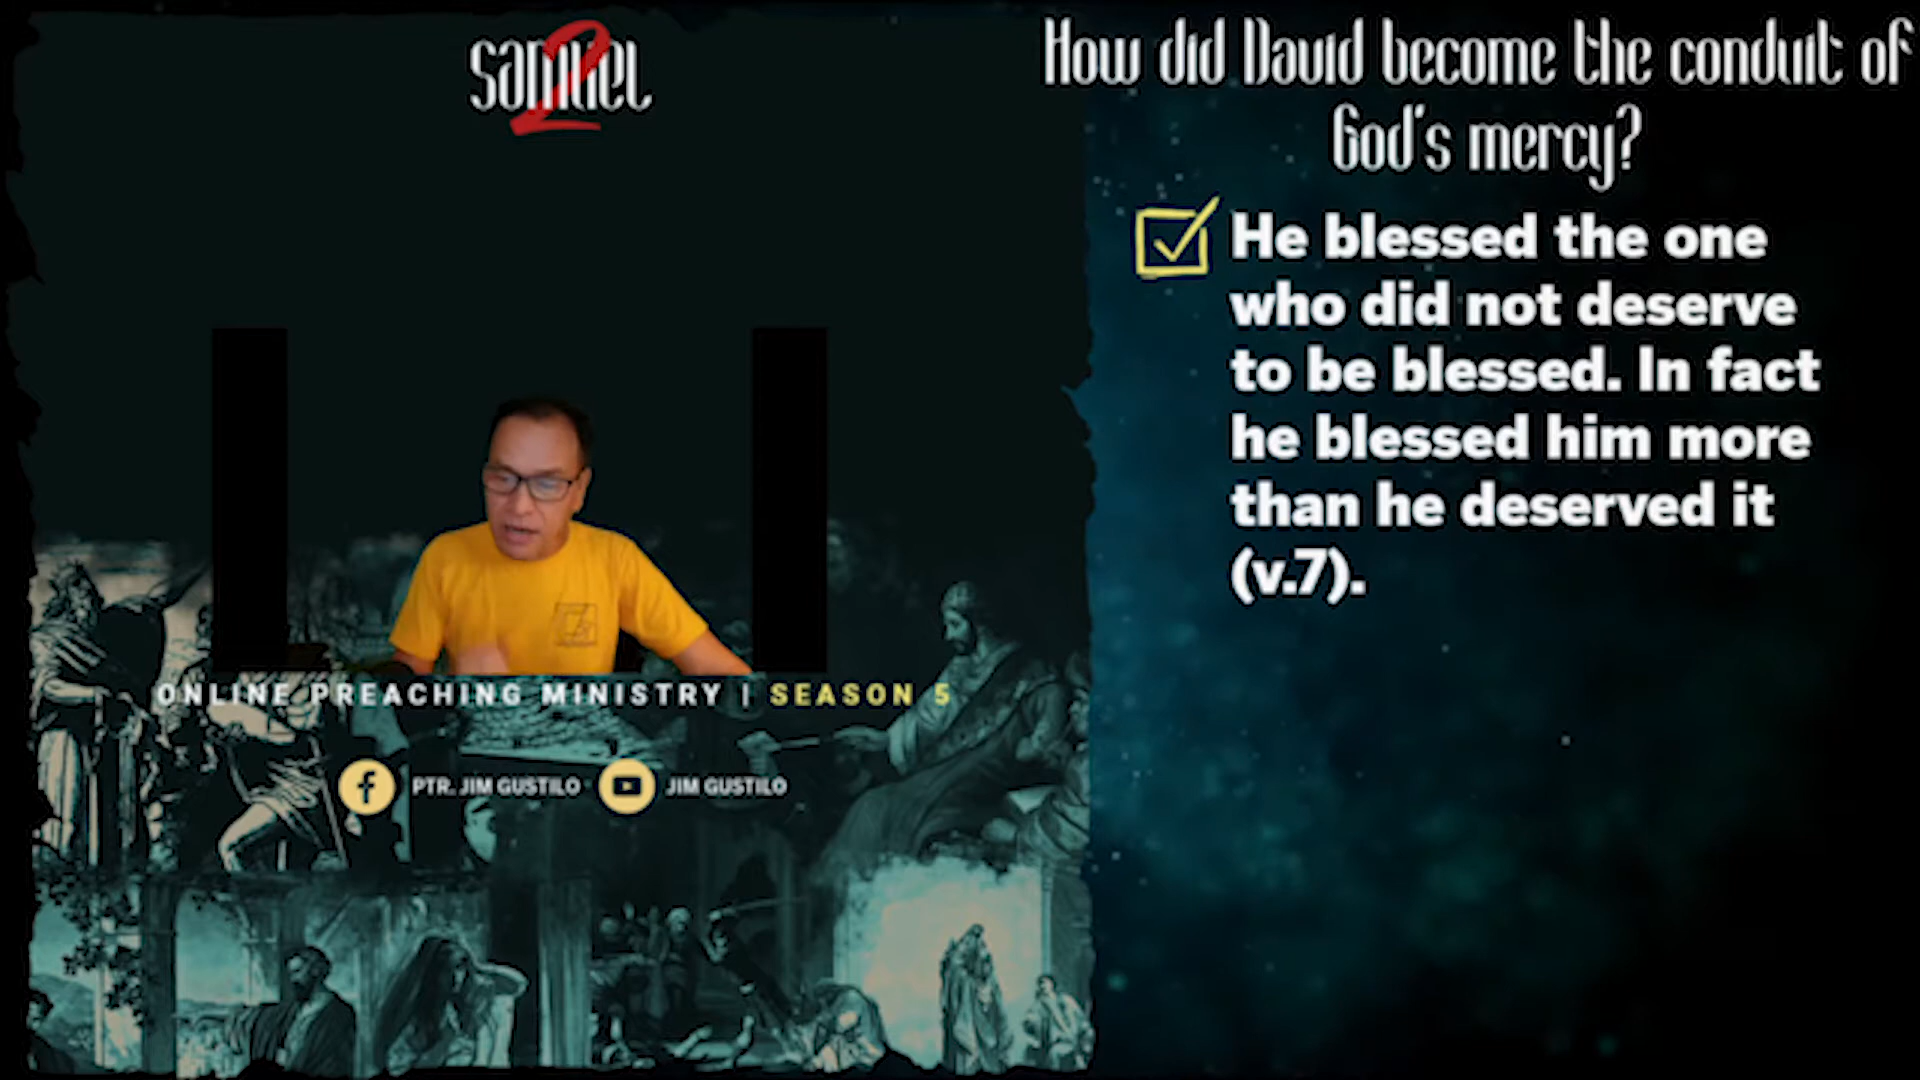 Samuel
2
How did David become the conduit of
God's mercy?
He blessed the one
who did not deserve
to be blessed. In fact
he blessed him more
than he deserved it
(v.7).
ONLINE PREACHING MINISTRY | SEASON 5
PTR. JIM GUSTILO
JIM GUSTILO